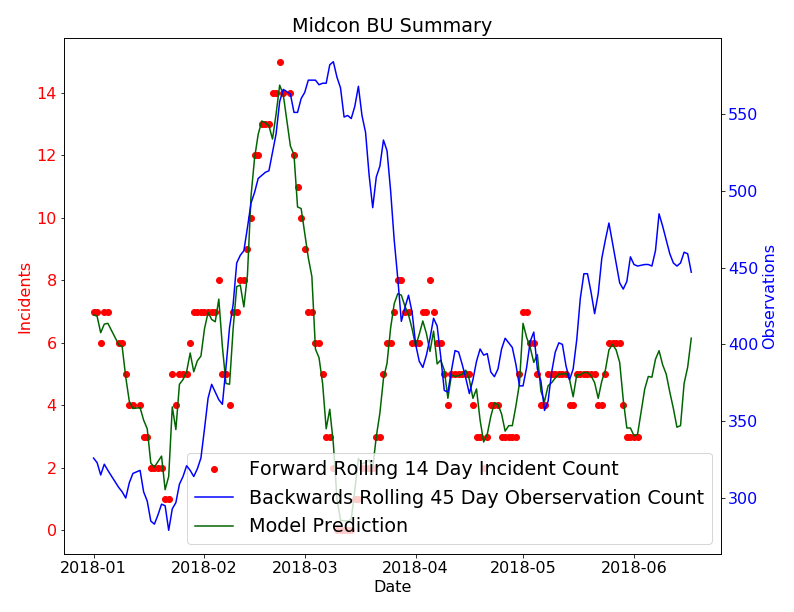 Midcon BU Summary
14
12
10
8
6
4
2
0
Incidents
550
500
450
400
350
300
Observations
Forward Rolling 14 Day Incident Count
Backwards Rolling 45 Day Oberservation Count
Model Prediction
2018-01 2018-02 2018-03 2018-04 2018-05 2018-06
Date